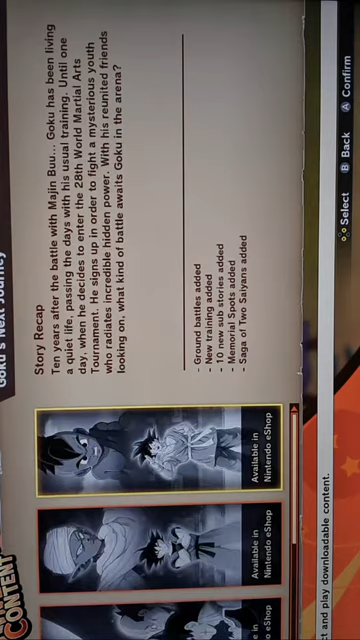 Goku's Next Journey
Story Recap
Ten years after the battle with Majin Buu... Goku has been living
a quiet life, passing the days with his usual training. Until one
day, when he decides to enter the 28th World Martial Arts
Tournament. He signs up in order to fight a mysterious youth
who radiates incredible hidden power. With his reunited friends
looking on, what kind of battle awaits Goku in the arena?
- Ground battles added
- New training added
- 10 new sub stories added
- Memorial Spots added
- Saga of Two Saiyans added
CONTENT
e in
o eShop
Available in
Nintendo eShop
Available in
Nintendo eShop
ct and play downloadable content.
Select B Back A Confirm